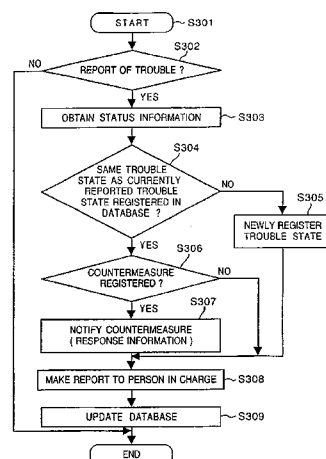 START
S301
S302
NO
REPORT OF TROUBLE ?
YES
OBTAIN STATUS INFORMATION
S303
S304
SAME TROUBLE
STATE AS CURRENTLY
REPORTED TROUBLE
STATE REGISTERED IN
DATABASE ?
NO
S305
NEWLY REGISTER
TROUBLE STATE
YES
S306
COUNTERMEASURE
REGISTERED ?
NO
YES
S307
NOTIFY COUNTERMEASURE
( RESPONSE INFORMATION )
MAKE REPORT TO PERSON IN CHARGE
S308
UPDATE DATABASE
S309
END